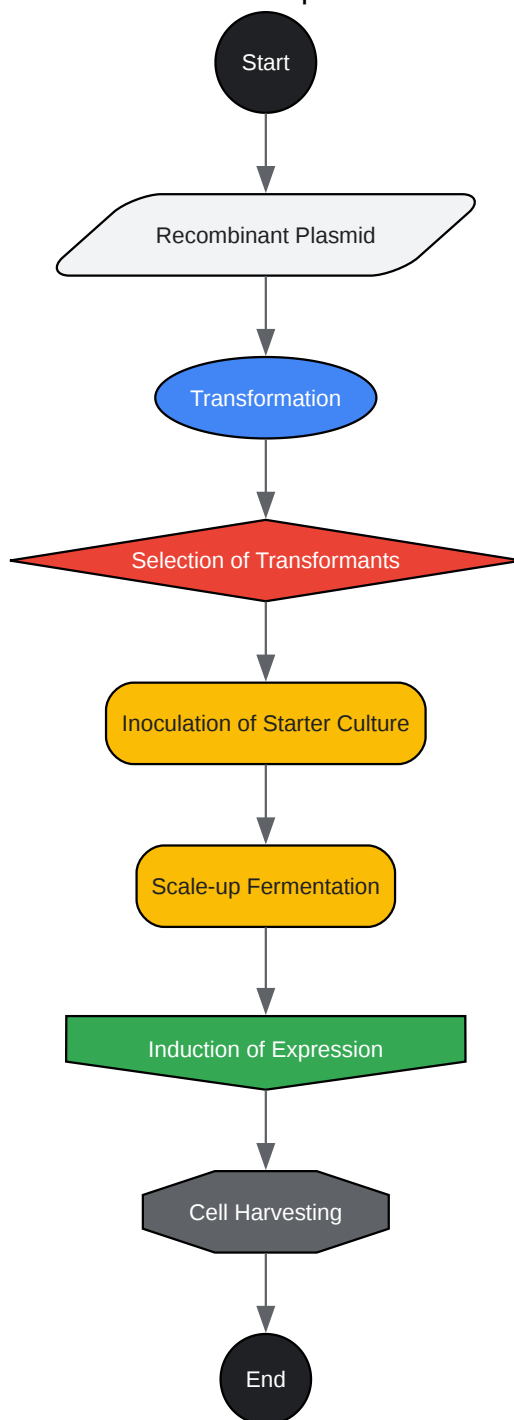 Start
Recombinant Plasmid
Transformation
Selection of Transformants
Inoculation of Starter Culture
Scale-up Fermentation
Induction of Expression
Cell Harvesting
End